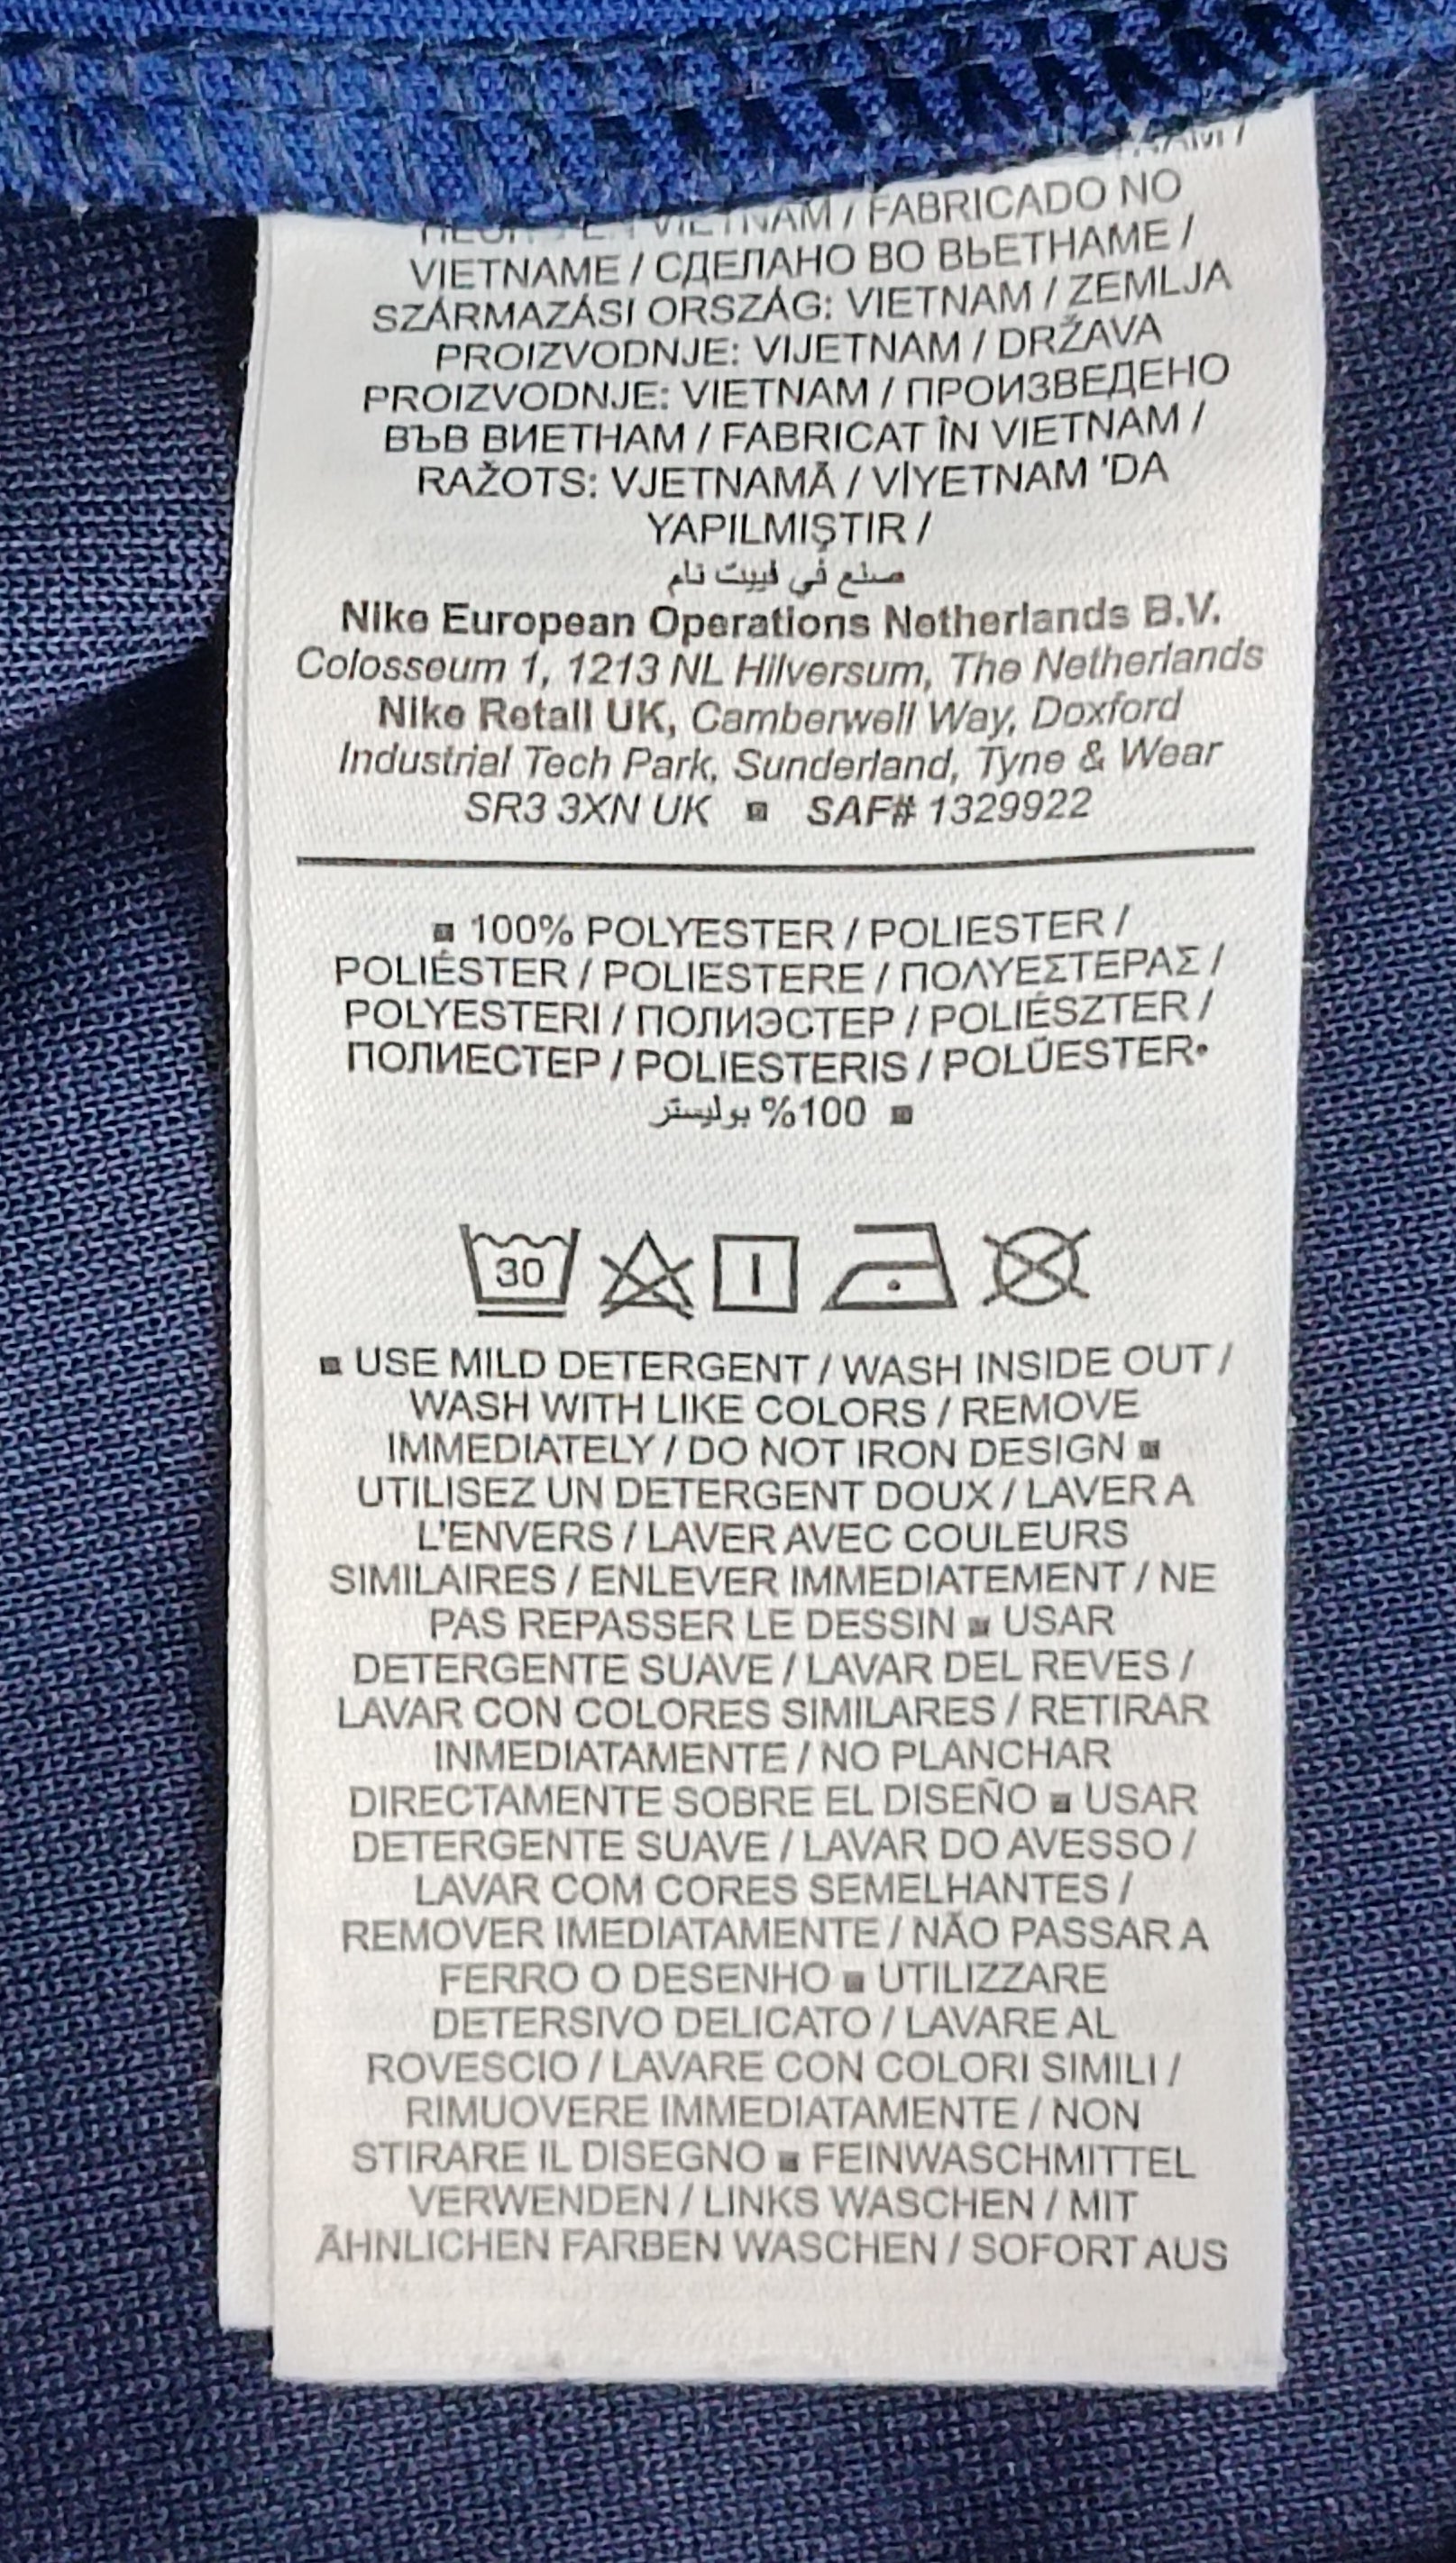 VIETNAM / FABRICADO NO
VIETNAME / СДЕЛАНО ВО ВЬЕТНАМЕ /
SZÁRMAZÁSI ORSZÁG: VIETNAM / ZEMLJA
PROIZVODNJE: VIJETNAM / DRŽAVA
PROIZVODNJE: VIETNAM / ПРОИЗВЕДЕНО
ВЪВ ВИЕТНАМ / FABRICAT ÎN VIETNAM /
RAŽOTS: VJETNAMĀ / VİYETNAM 'DA
YAPILMIŞTIR /
صنع في فييت نام
Nike European Operations Netherlands B.V.
Colosseum 1, 1213 NL Hilversum, The Netherlands
Nike Retail UK, Camberwell Way, Doxford
Industrial Tech Park, Sunderland, Tyne & Wear
SR3 3XN UK ▪ SAF# 1329922
▪ 100% POLYESTER / POLIESTER /
POLIÉSTER / POLIESTERE / ΠΟΛΥΕΣΤΕΡΑΣ /
POLYESTERI / ПОЛИЭСТЕР / POLIÉSZTER /
ПОЛИЕСТЕР / POLIESTERIS / POLÜESTER•
▪ 100% بوليستر
30
▪ USE MILD DETERGENT / WASH INSIDE OUT /
WASH WITH LIKE COLORS / REMOVE
IMMEDIATELY / DO NOT IRON DESIGN ▪
UTILISEZ UN DETERGENT DOUX / LAVER A
L'ENVERS / LAVER AVEC COULEURS
SIMILAIRES / ENLEVER IMMEDIATEMENT / NE
PAS REPASSER LE DESSIN ▪ USAR
DETERGENTE SUAVE / LAVAR DEL REVES /
LAVAR CON COLORES SIMILARES / RETIRAR
INMEDIATAMENTE / NO PLANCHAR
DIRECTAMENTE SOBRE EL DISEÑO ▪ USAR
DETERGENTE SUAVE / LAVAR DO AVESSO /
LAVAR COM CORES SEMELHANTES /
REMOVER IMEDIATAMENTE / NÃO PASSAR A
FERRO O DESENHO ▪ UTILIZZARE
DETERSIVO DELICATO / LAVARE AL
ROVESCIO / LAVARE CON COLORI SIMILI /
RIMUOVERE IMMEDIATAMENTE / NON
STIRARE IL DISEGNO ▪ FEINWASCHMITTEL
VERWENDEN / LINKS WASCHEN / MIT
ÄHNLICHEN FARBEN WASCHEN / SOFORT AUS